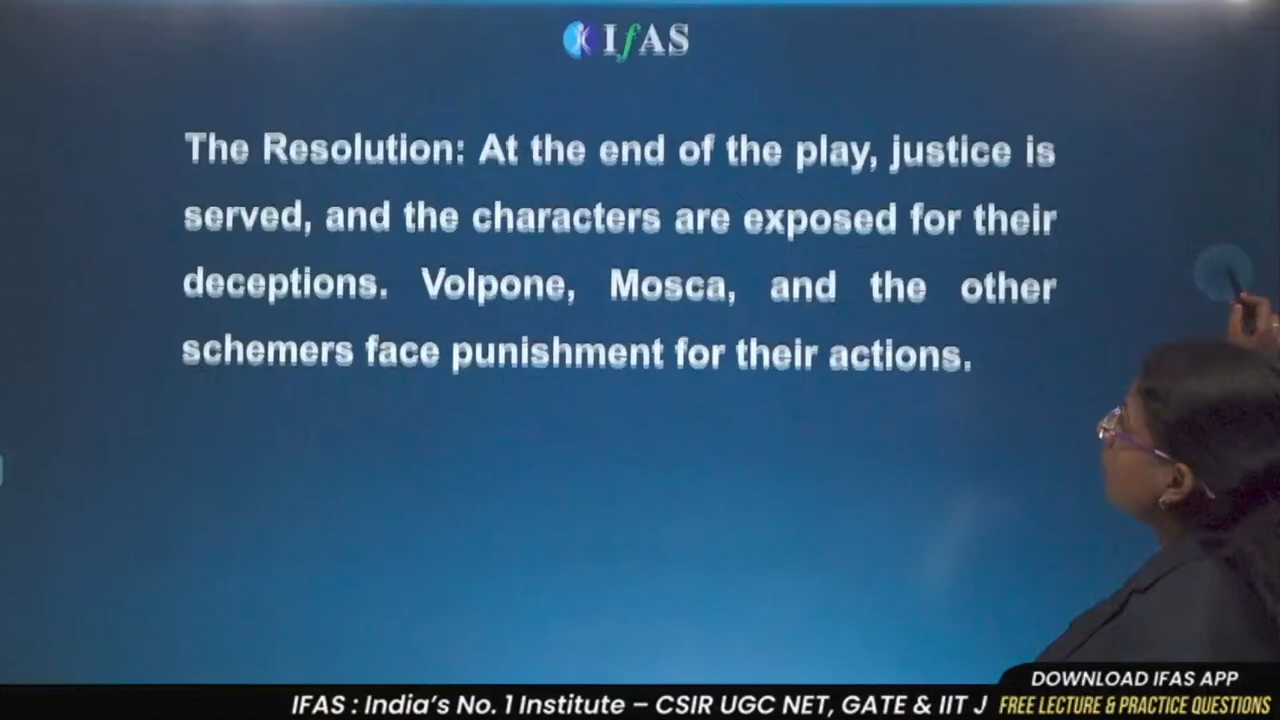 IfAS
The Resolution: At the end of the play, justice is
served, and the characters are exposed for their
deceptions. Volpone, Mosca, and the other
schemers face punishment for their actions.
DOWNLOAD IFAS APP
IFAS : India's No. 1 Institute – CSIR UGC NET, GATE & IIT J
FREE LECTURE & PRACTICE QUESTIONS